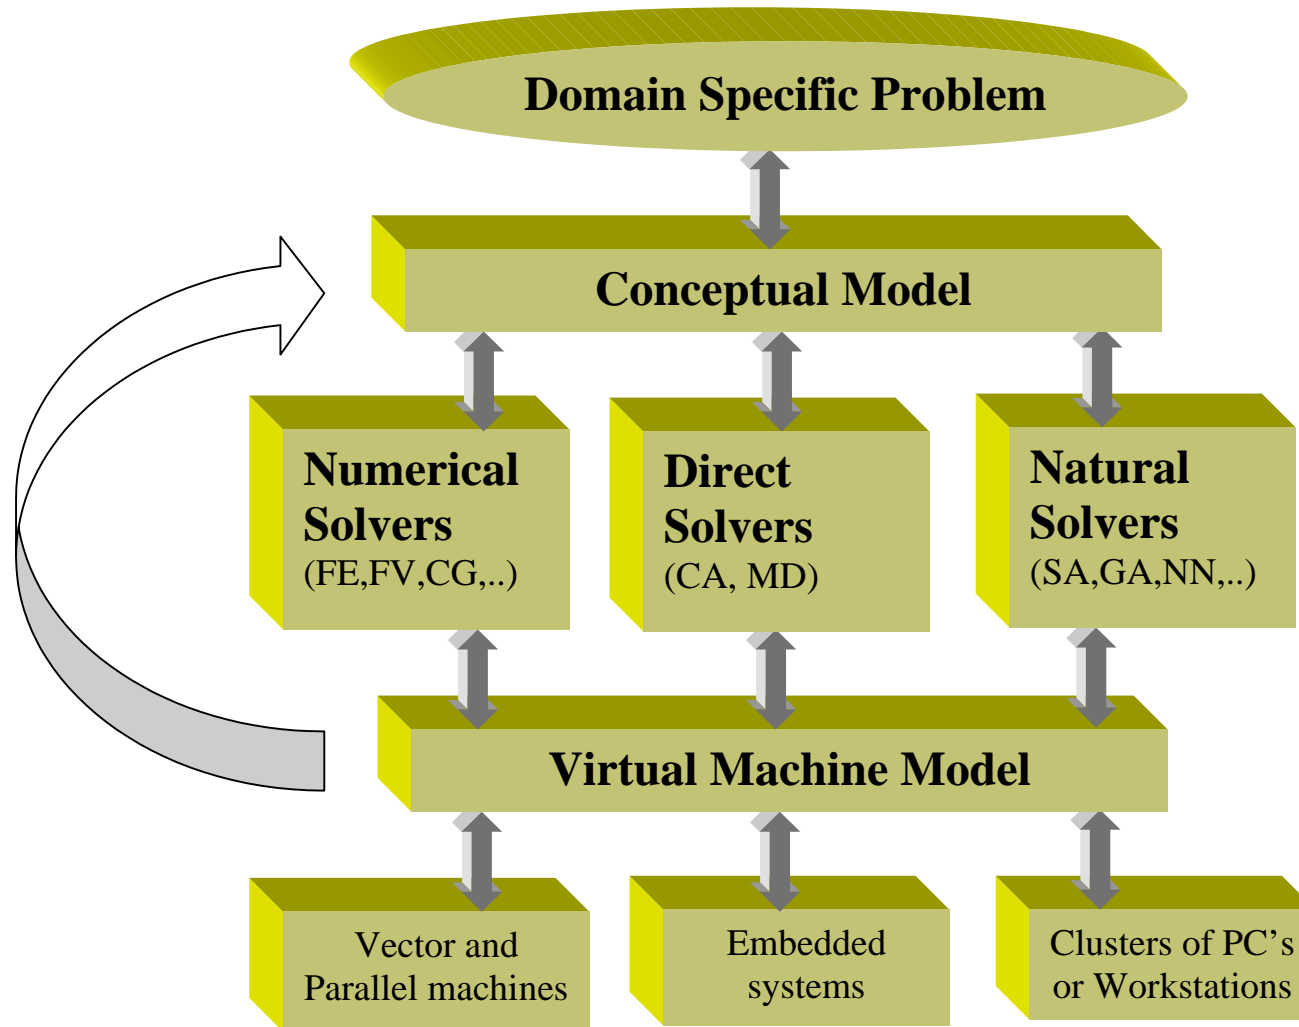 Domain Specific Problem
Conceptual Model
Numerical
Solvers
(FE,FV,CG,..)
Direct
Solvers
(CA, MD)
Natural
Solvers
(SA,GA,NN,..)
Virtual Machine Model
Vector and
Parallel machines
Embedded
systems
Clusters of PC’s
or Workstations